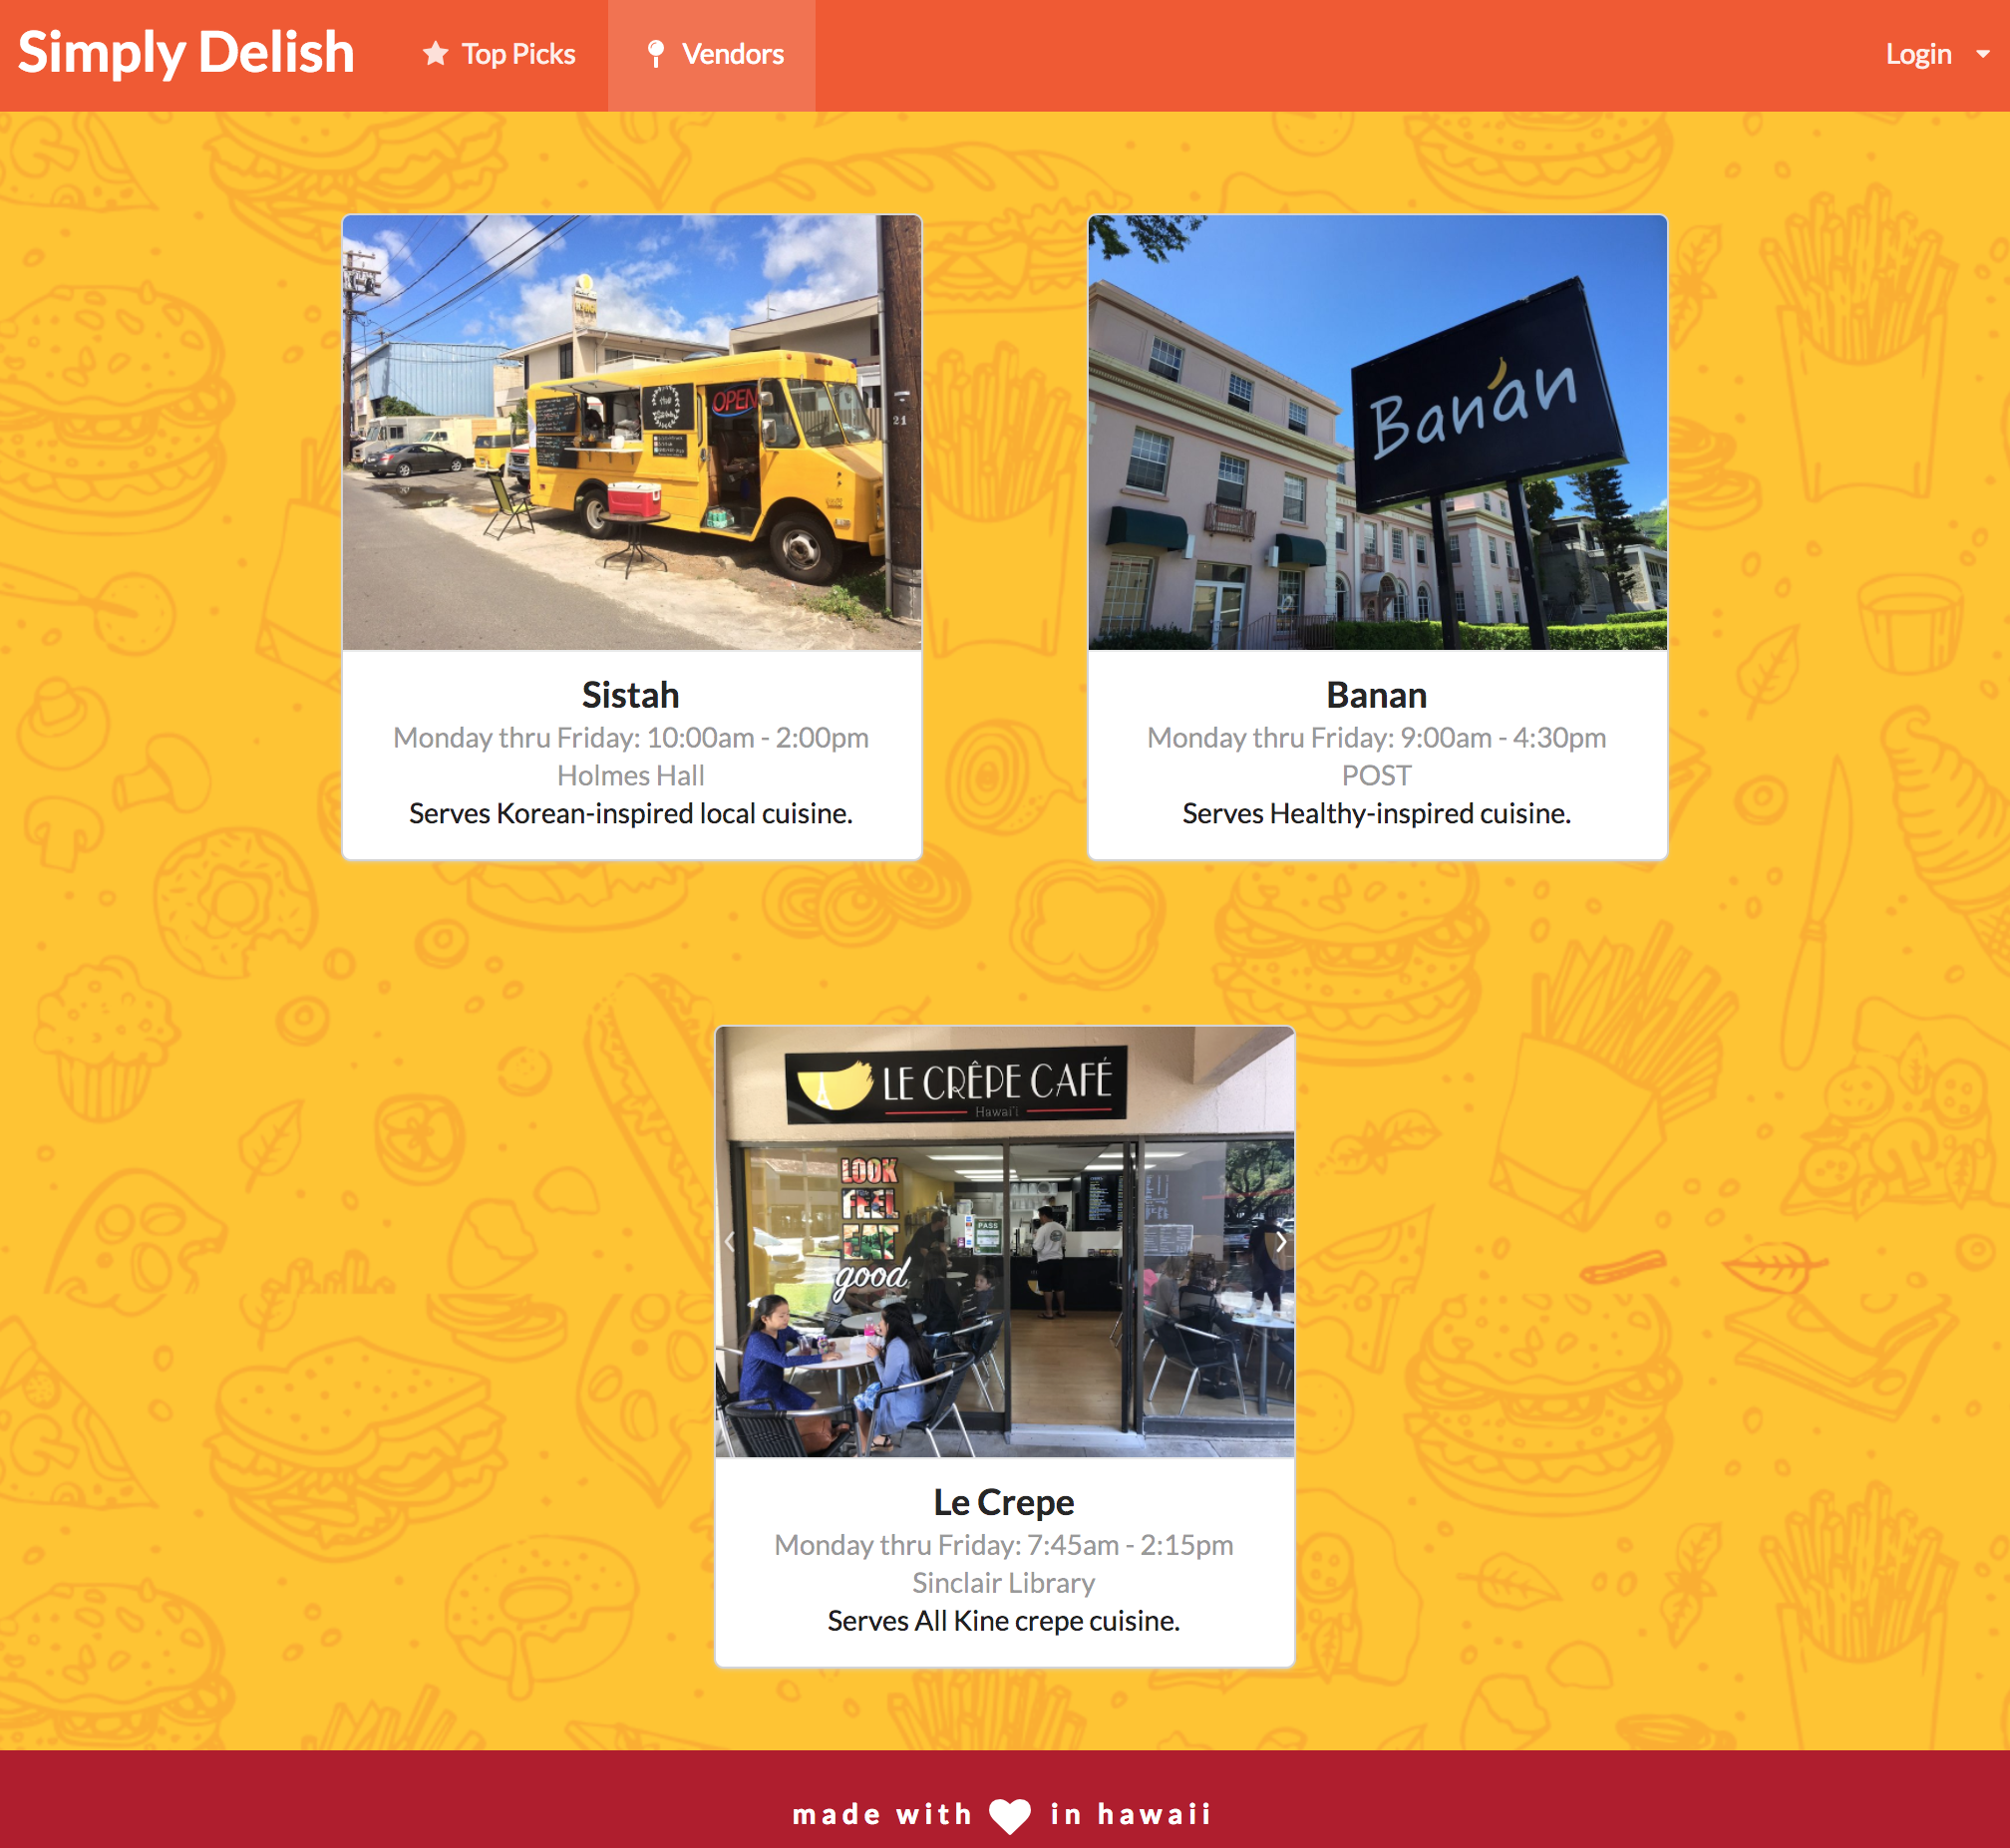 Simply Delish
Top Picks
Vendors
Login
OPEN
the
21
Banan
Sistah
Monday thru Friday: 10:00am - 2:00pm
Holmes Hall
Serves Korean-inspired local cuisine.
Banan
Monday thru Friday: 9:00am - 4:30pm
POST
Serves Healthy-inspired cuisine.
LE CRÊPE CAFÉ
Hawai'i
LOOK
FEEL
EAT
good
PASS
Le Crepe
Monday thru Friday: 7:45am - 2:15pm
Sinclair Library
Serves All Kine crepe cuisine.
made with in hawaii